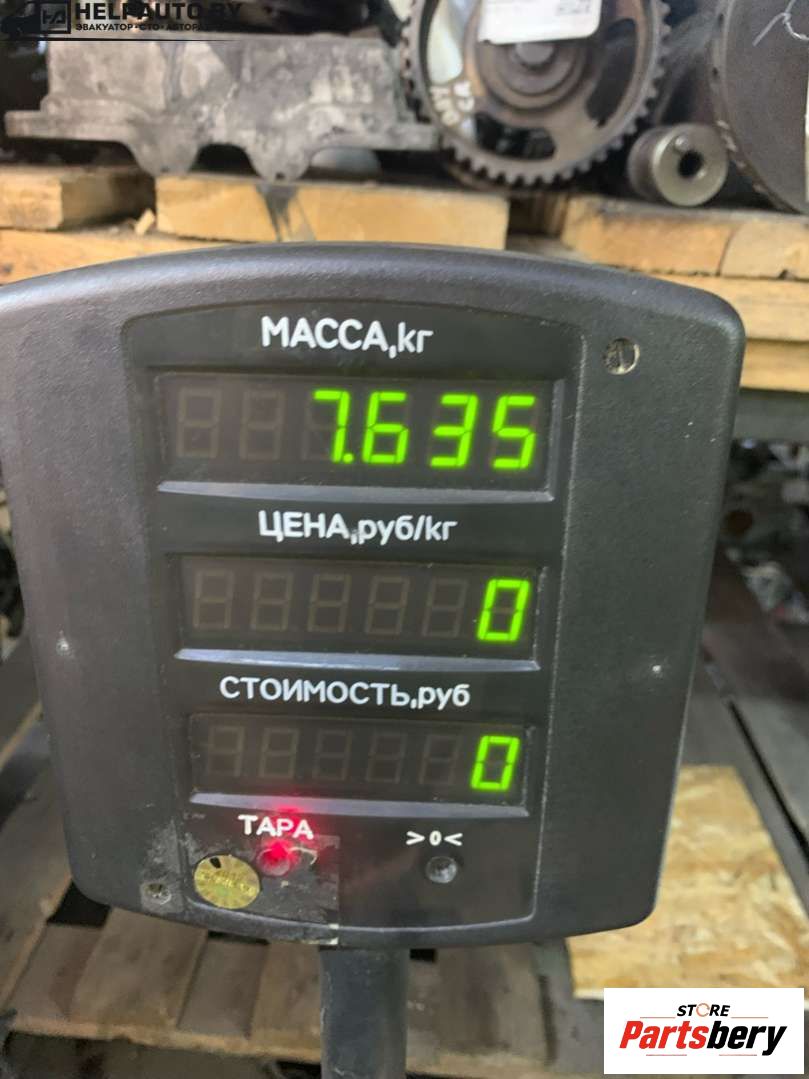 HELPAUTO.BY
МАССА,кг
7.635
ЦЕНА,руб/кг
0
СТОИМОСТЬ,руб
0
ТАРА
>0<
STORE
Partsbery